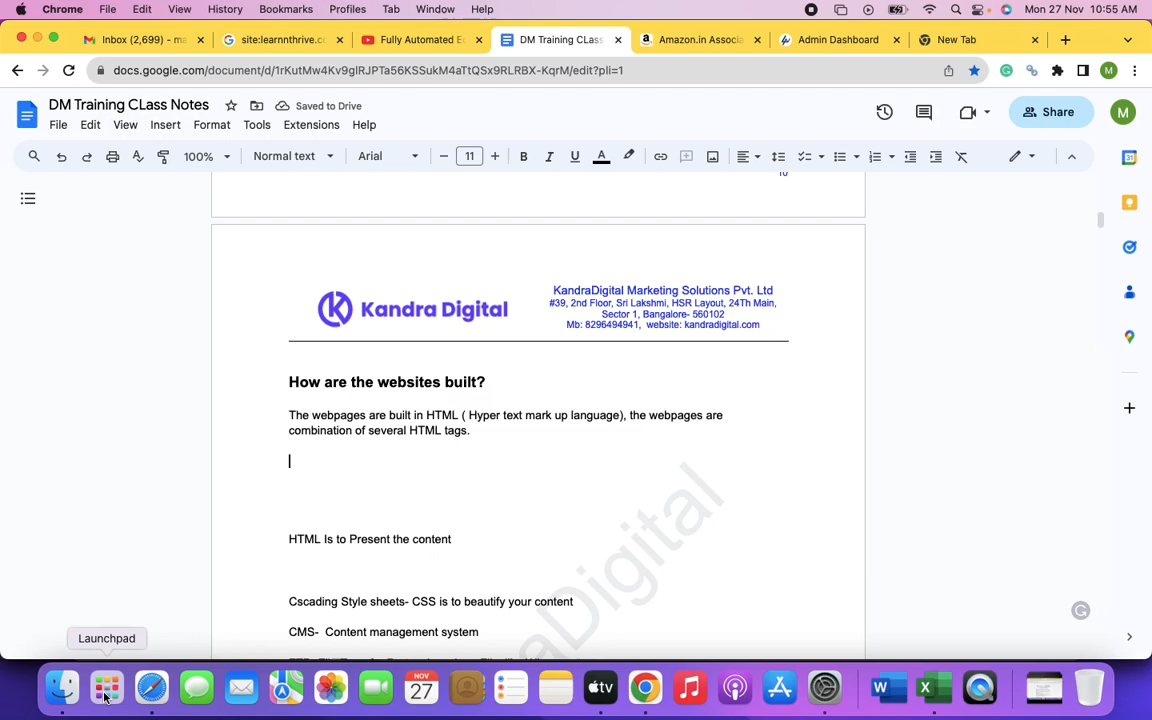 Chrome File Edit View History Bookmarks Profiles Tab Window Help Mon 27 Nov 10:55 AM
Inbox (2,699) - ma site:learnnthrive.co Fully Automated Ec DM Training CLass Amazon.in Associa Admin Dashboard New Tab
docs.google.com/document/d/1rKutMw4Kv9glRJPTa56KSSukM4aTtQSx9RLRBX-KqrM/edit?pli=1 M
DM Training CLass Notes Saved to Drive Share M
File Edit View Insert Format Tools Extensions Help
100% Normal text Arial 11 B I U A
10
Kandra Digital
KandraDigital Marketing Solutions Pvt. Ltd
#39, 2nd Floor, Sri Lakshmi, HSR Layout, 24Th Main,
Sector 1, Bangalore- 560102
Mb: 8296494941, website: kandradigital.com
How are the websites built?
The webpages are built in HTML ( Hyper text mark up language), the webpages are
combination of several HTML tags.
HTML Is to Present the content
Cscading Style sheets- CSS is to beautify your content
CMS- Content management system
aDigital
Launchpad
NOV
27
tv
W
X